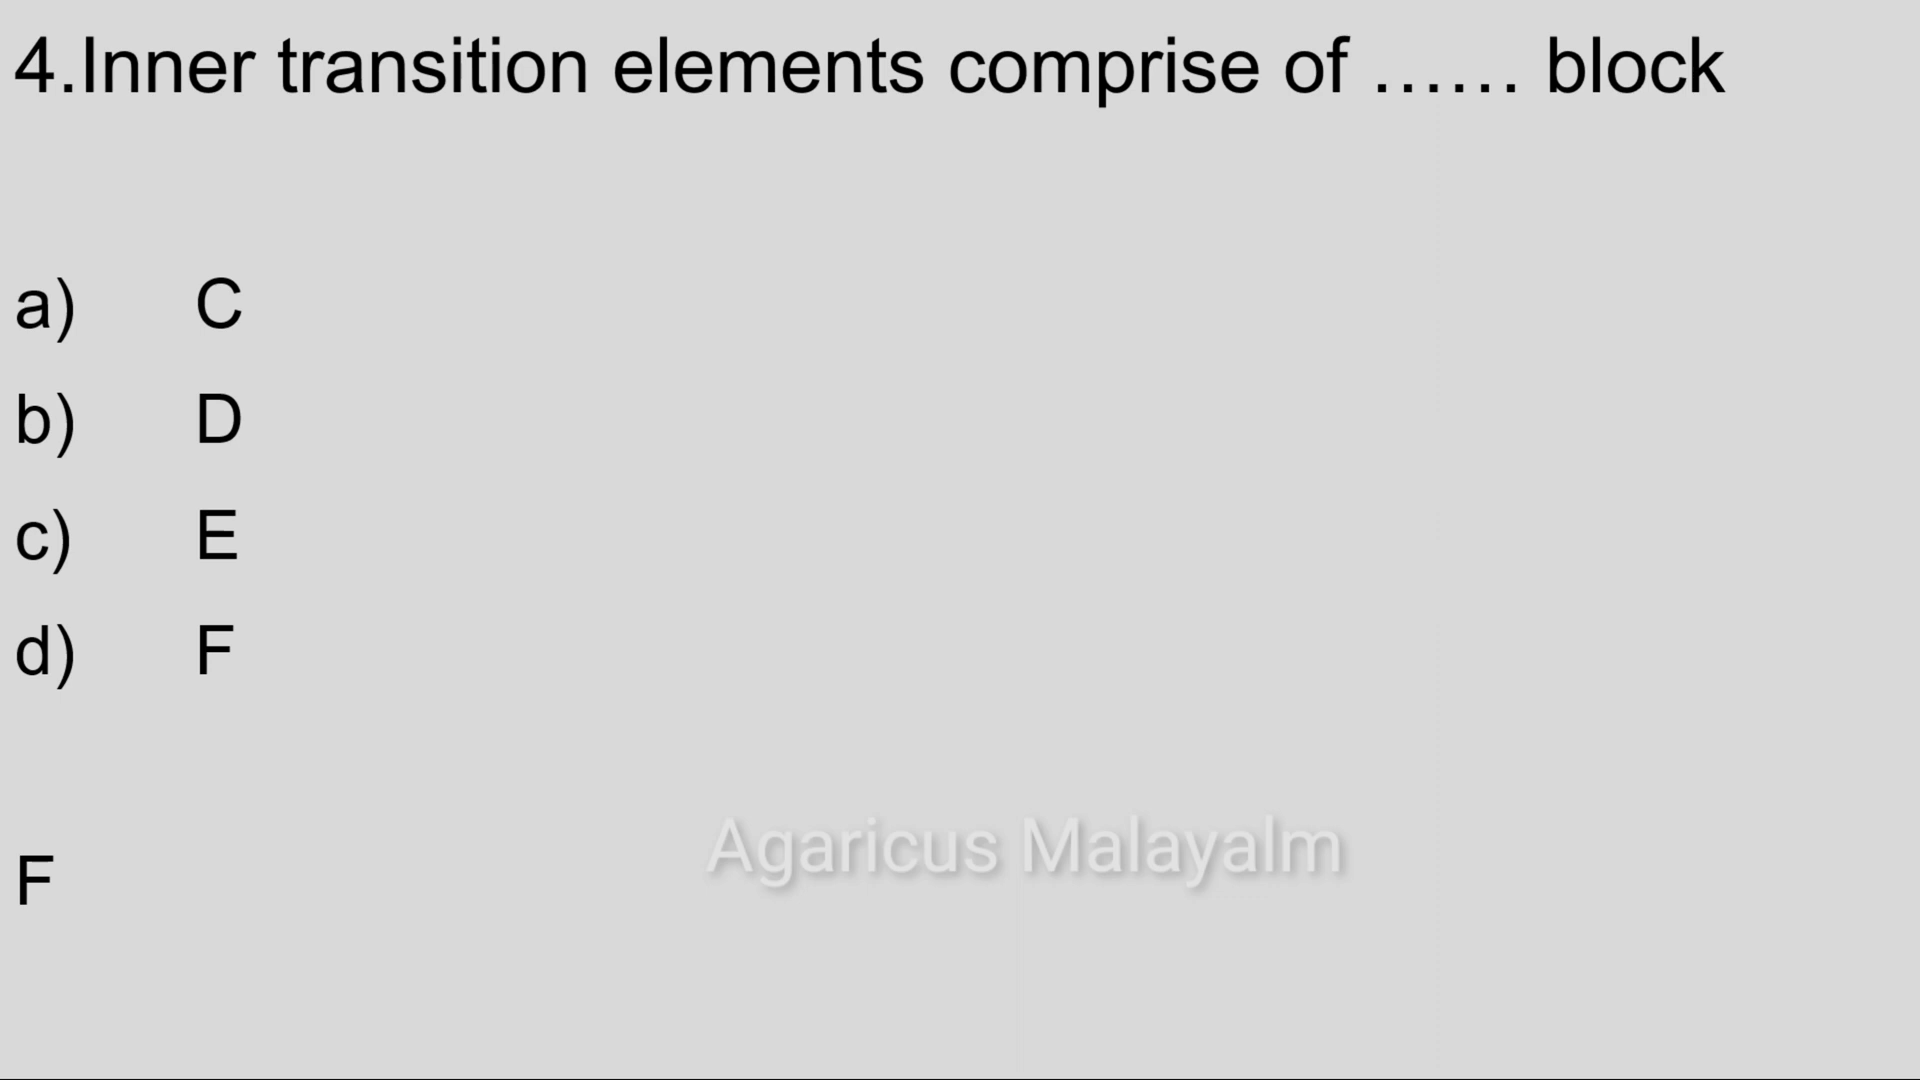 4.Inner transition elements comprise of ...... block
a) C
b) D
c) E
d) F
F
Agaricus Malayalm